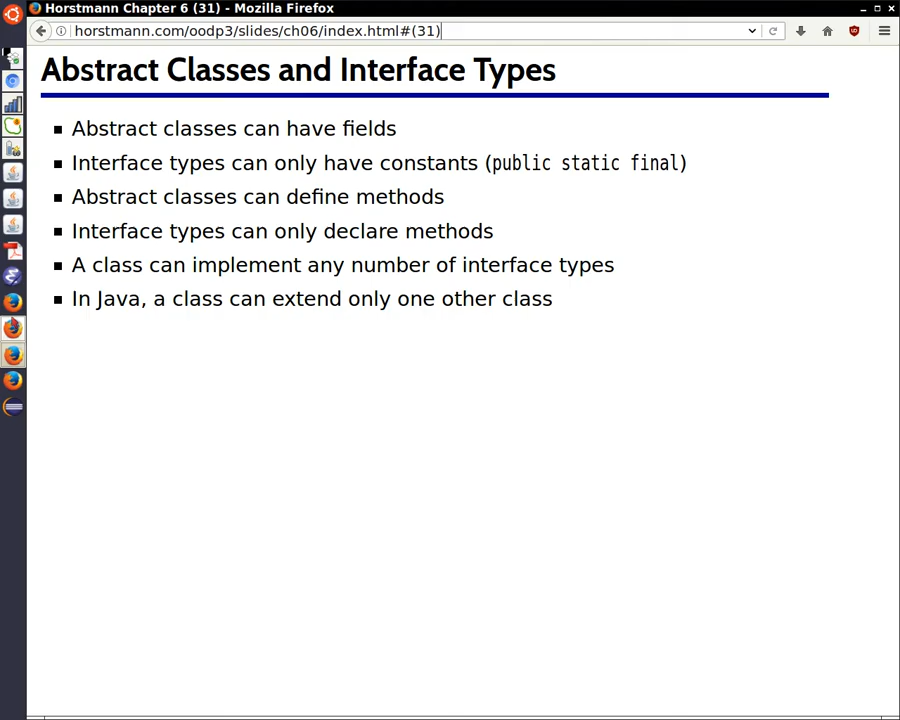 Horstmann Chapter 6 (31) - Mozilla Firefox
horstmann.com/oodp3/slides/ch06/index.html#(31)
Abstract Classes and Interface Types
Abstract classes can have fields
Interface types can only have constants (public static final)
Abstract classes can define methods
Interface types can only declare methods
A class can implement any number of interface types
In Java, a class can extend only one other class